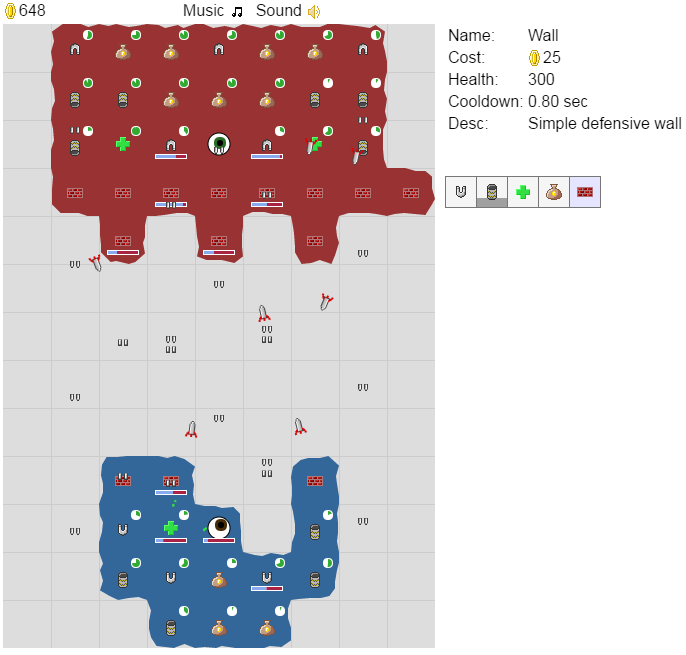 648
Music
Sound
Name: Wall
Cost: 25
Health: 300
Cooldown: 0.80 sec
Desc: Simple defensive wall